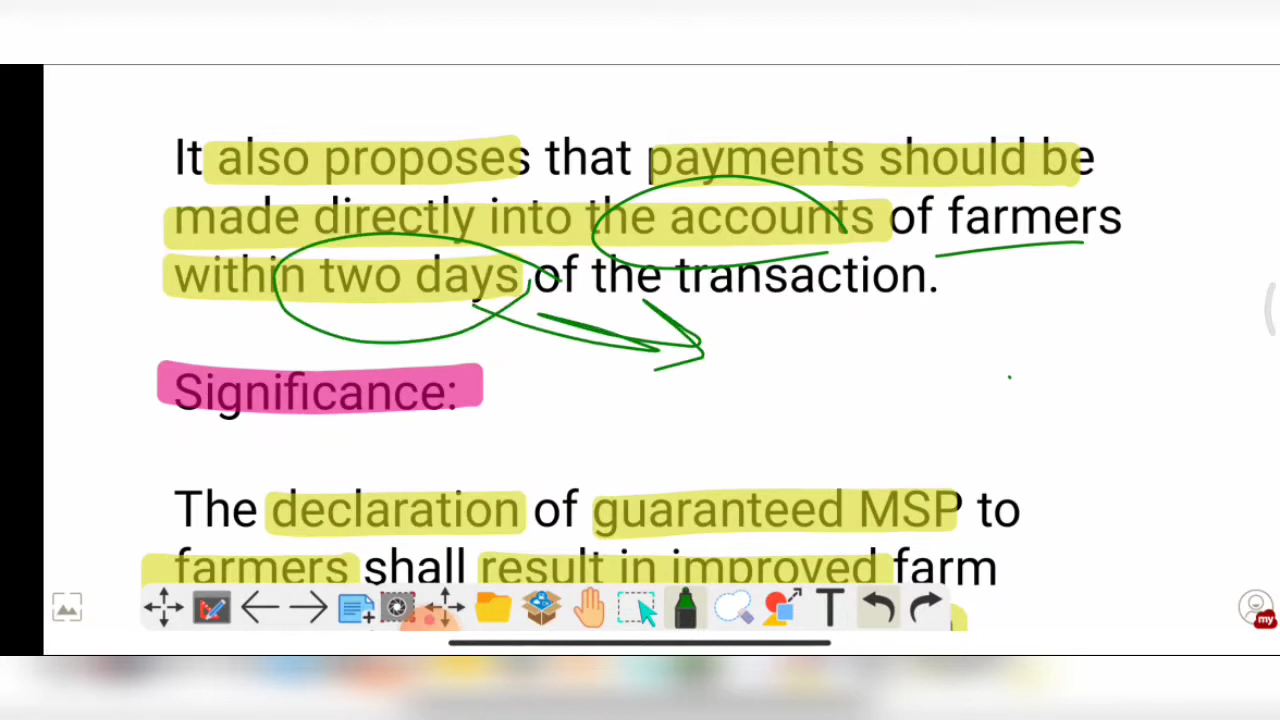 It also proposes that payments should be
made directly into the accounts of farmers
within two days of the transaction.
Significance:
The declaration of guaranteed MSP to
farmers shall result in improved farm
T
my